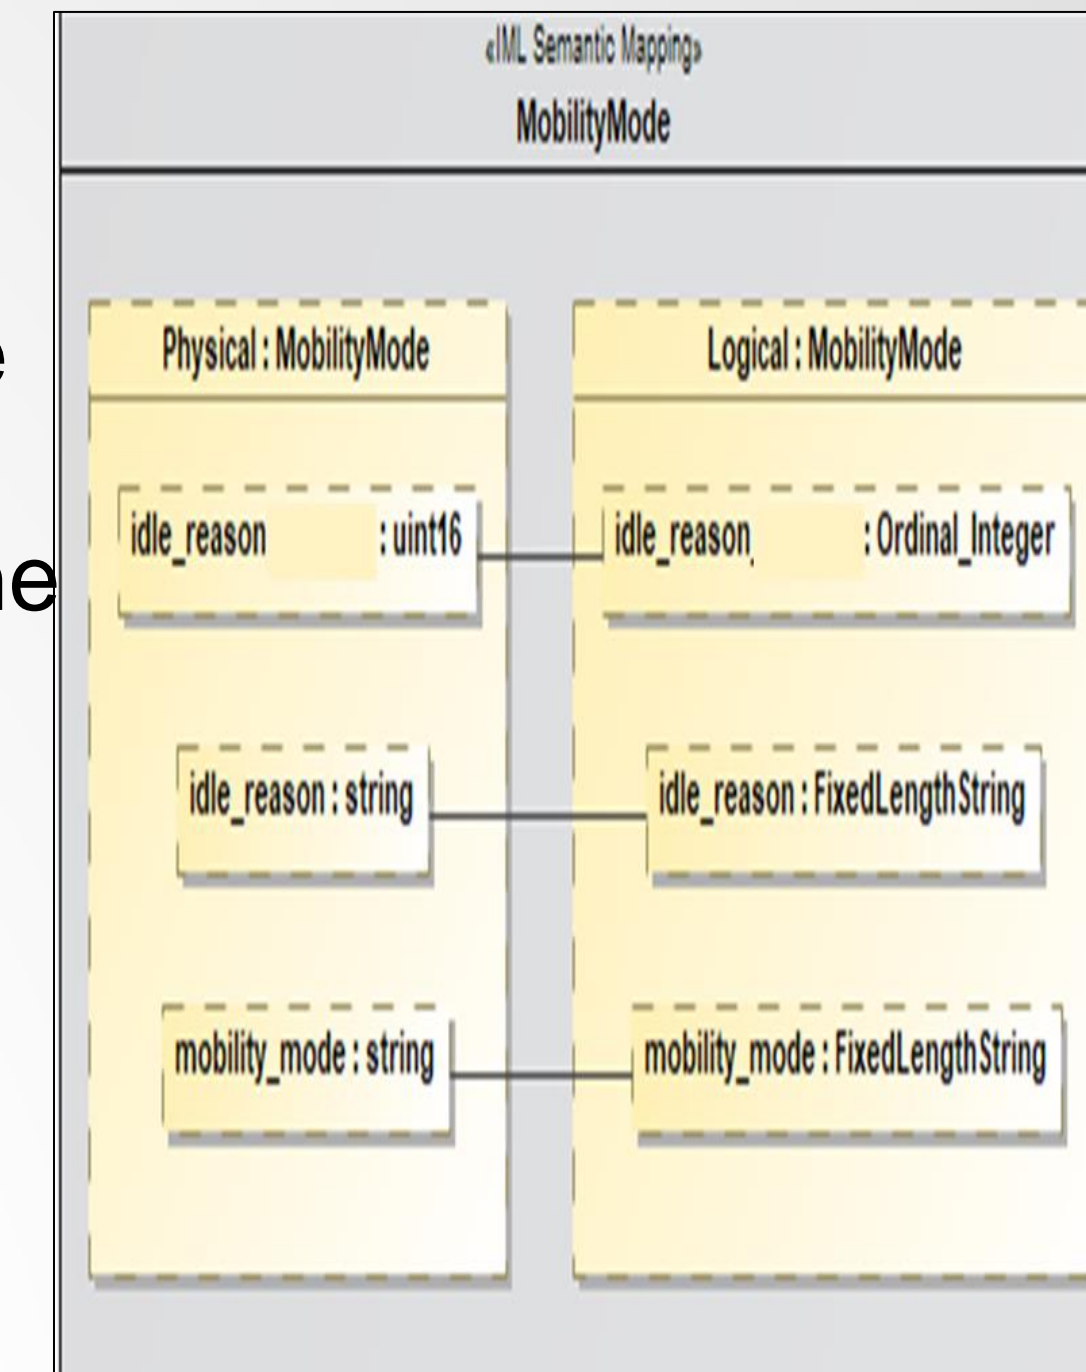 «IML Semantic Mapping»
MobilityMode
Physical : MobilityMode
Logical : MobilityMode
idle_reason : uint16
idle_reason_ : Ordinal_Integer
idle_reason : string
idle_reason : FixedLengthString
mobility_mode : string
mobility_mode : FixedLengthString